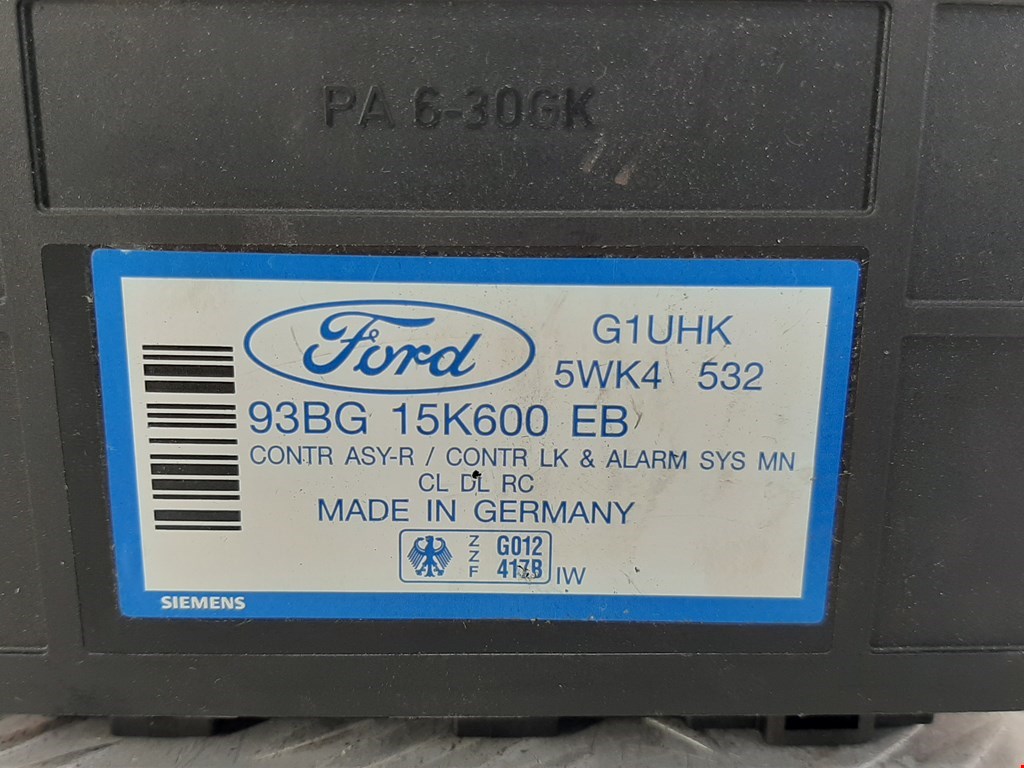 PA 6-30GK
Ford
G1UHK
5WK4 532
93BG 15K600 EB
CONTR ASY-R / CONTR LK & ALARM SYS MN
CL DL RC
MADE IN GERMANY
ZZF
G012
417B
IW
SIEMENS